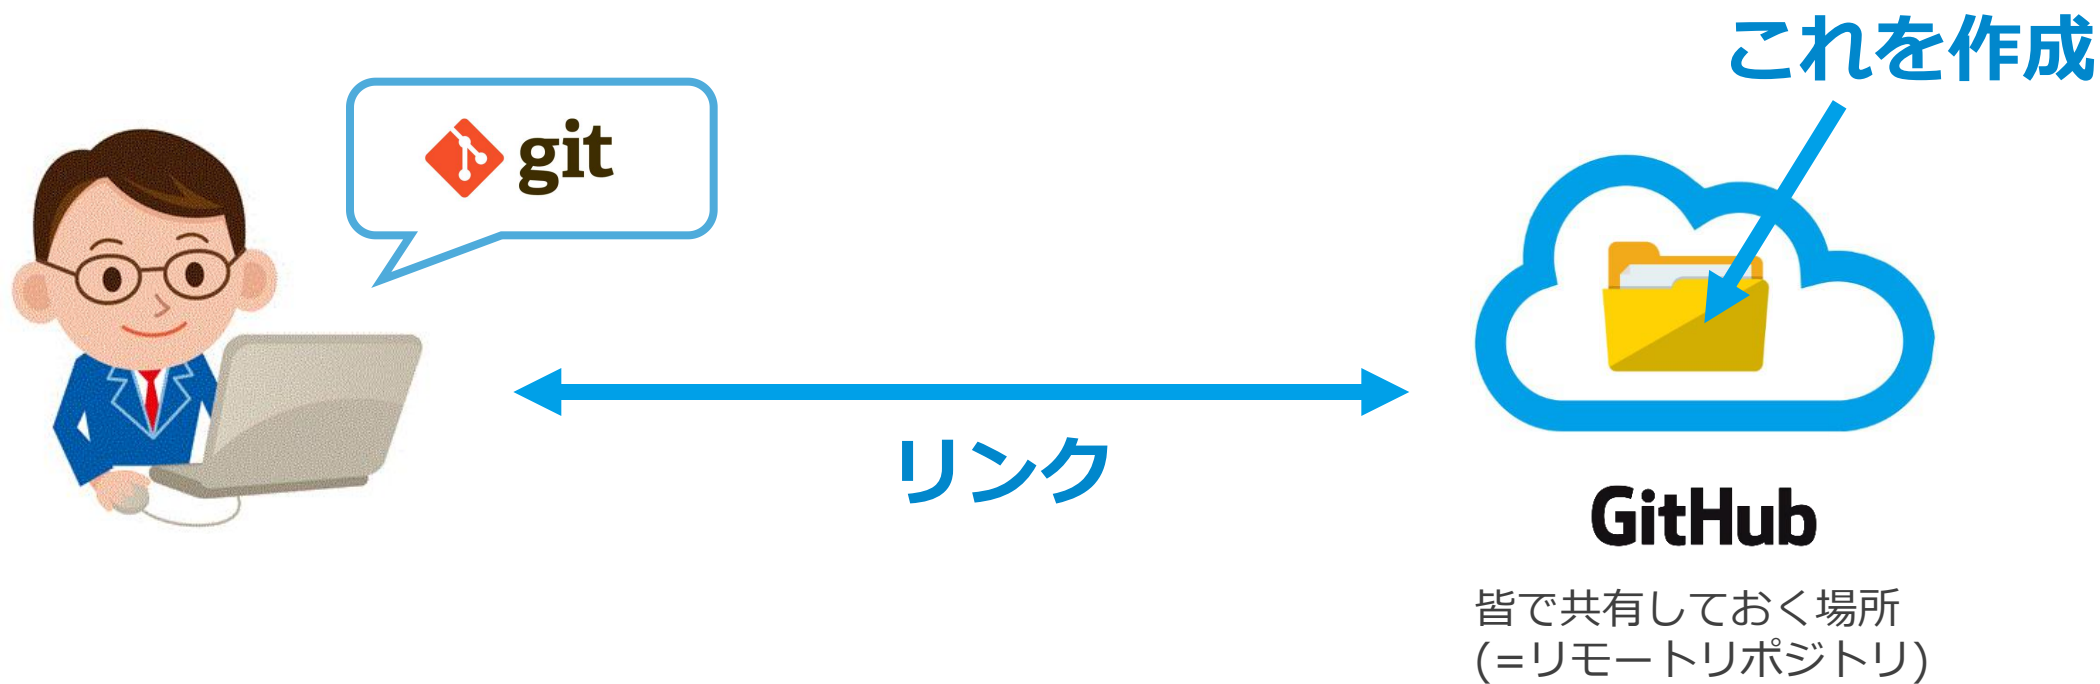 これを作成
git
リンク
GitHub
皆で共有しておく場所
(=リモートリポジトリ)